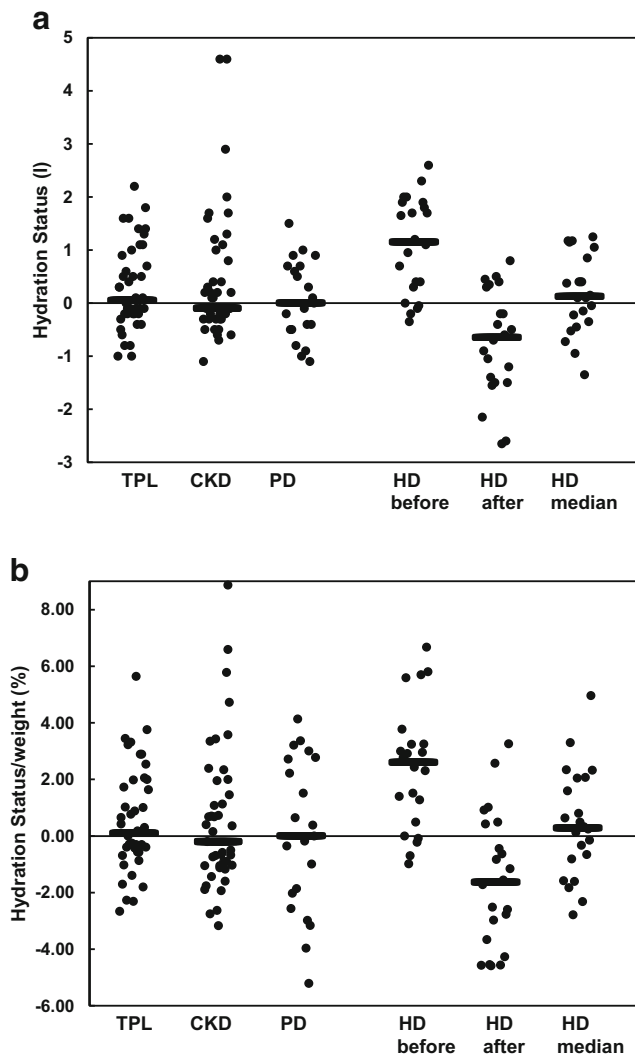 a
Hydration Status (l)
5
4
3
2
1
0
-1
-2
-3
TPL CKD PD HD before HD after HD median
b
Hydration Status/weight (%)
8.00
6.00
4.00
2.00
0.00
-2.00
-4.00
-6.00
TPL CKD PD HD before HD after HD median